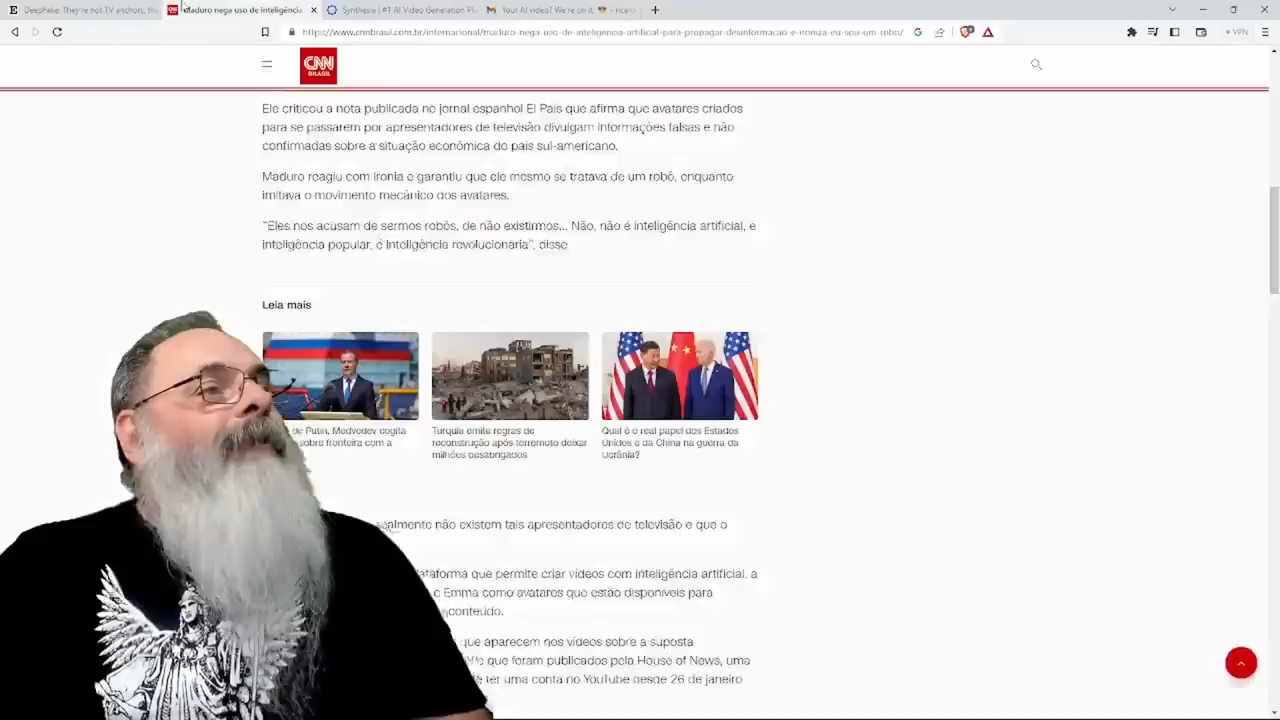 DeepFake: They're not TV anchors, the
Maduro nega uso de inteligência
Synthesia | #1 AI Video Generation Pl
Your AI video? We're on it. - ricar
https://www.cnnbrasil.com.br/internacional/maduro-nega-uso-de-inteligencia-artificial-para-propagar-desinformacao-e-ironiza-eu-sou-um-robo/
VPN
CNN
BRASIL
Ele criticou a nota publicada no jornal espanhol El País que afirma que avatares criados
para se passarem por apresentadores de televisão divulgam informações falsas e não
confirmadas sobre a situação econômica do país sul-americano.
Maduro reagiu com ironia e garantiu que ele mesmo se tratava de um robô, enquanto
imitava o movimento mecânico dos avatares.
"Eles nos acusam de sermos robôs, de não existirmos... Não, não é inteligência artificial, é
inteligência popular, é inteligência revolucionária", disse
Leia mais
de Putin, Medvedev cogita
sobre fronteira com a
Turquia emite regras de
reconstrução após terremoto deixar
milhões desabrigados
Qual é o real papel dos Estados
Unidos e da China na guerra da
Ucrânia?
ealmente não existem tais apresentadores de televisão e que o
plataforma que permite criar vídeos com inteligência artificial, a
e Emma como avatares que estão disponíveis para
conteúdo.
que aparecem nos vídeos sobre a suposta
que foram publicados pela House of News, uma
ter uma conta no YouTube desde 26 de janeiro